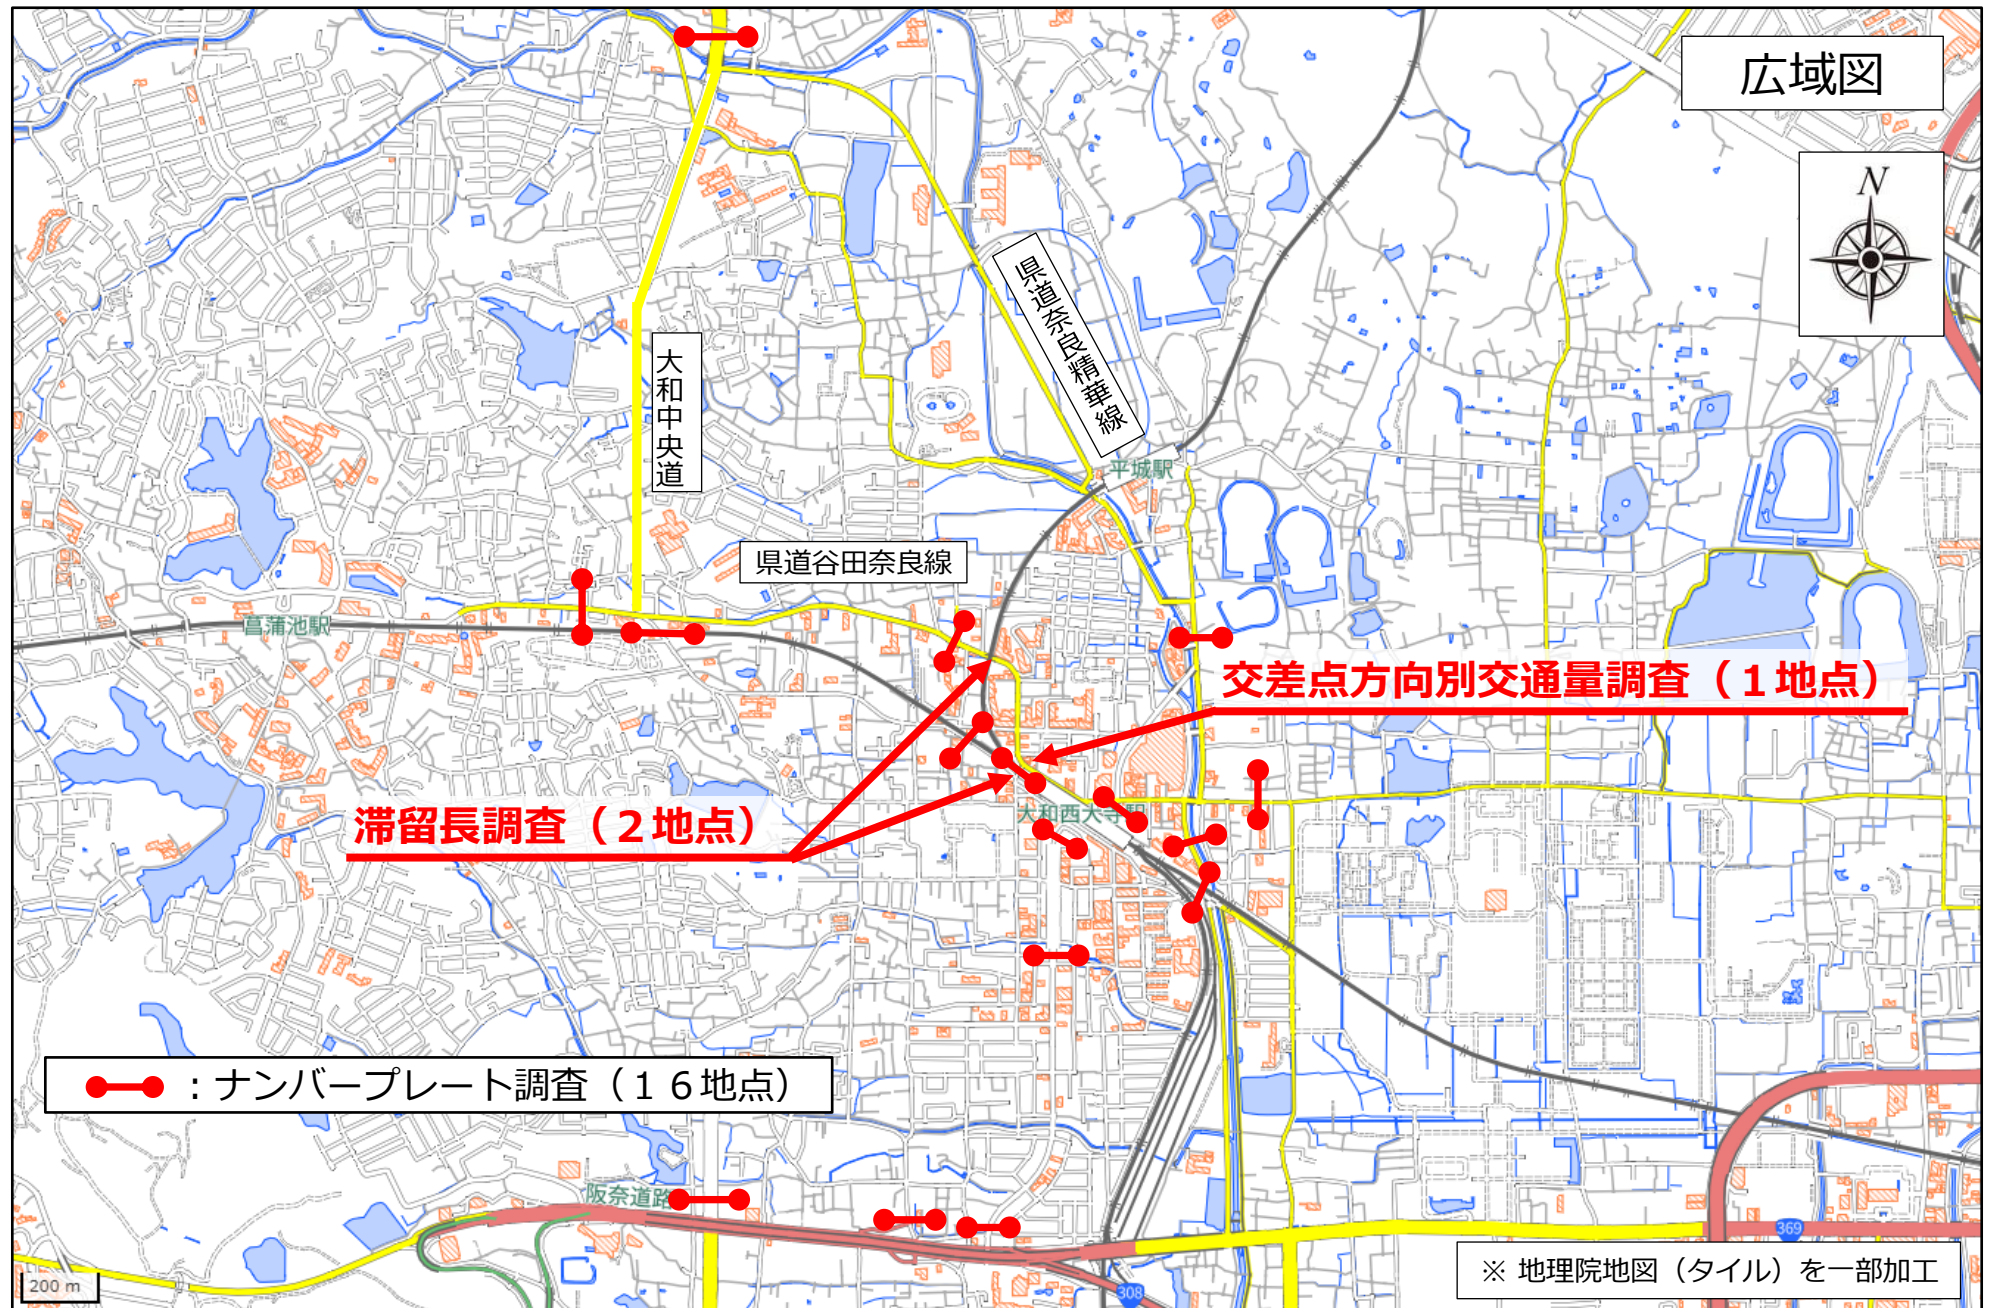 広域図
N
県道奈良精華線
大和中央道
平城駅
県道谷田奈良線
菖蒲池駅
交差点方向別交通量調査（１地点）
滞留長調査（２地点）
大和西大寺駅
：ナンバープレート調査（１６地点）
阪奈道路
369
308
200 m
※ 地理院地図（タイル）を一部加工